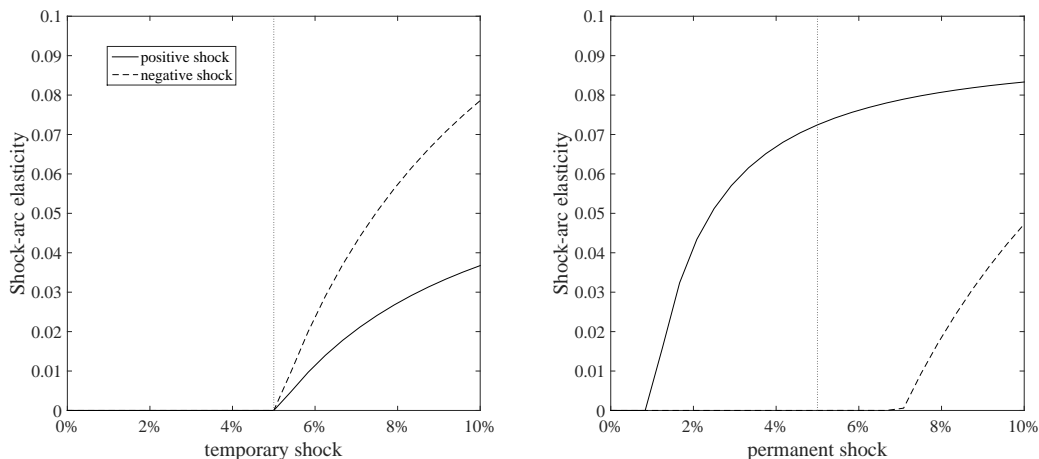 0.1
0.09
0.08
0.07
0.06
0.05
0.04
0.03
0.02
0.01
0
Shock-arc elasticity
positive shock
negative shock
0% 2% 4% 6% 8% 10%
temporary shock
0.1
0.09
0.08
0.07
0.06
0.05
0.04
0.03
0.02
0.01
0
Shock-arc elasticity
0% 2% 4% 6% 8% 10%
permanent shock